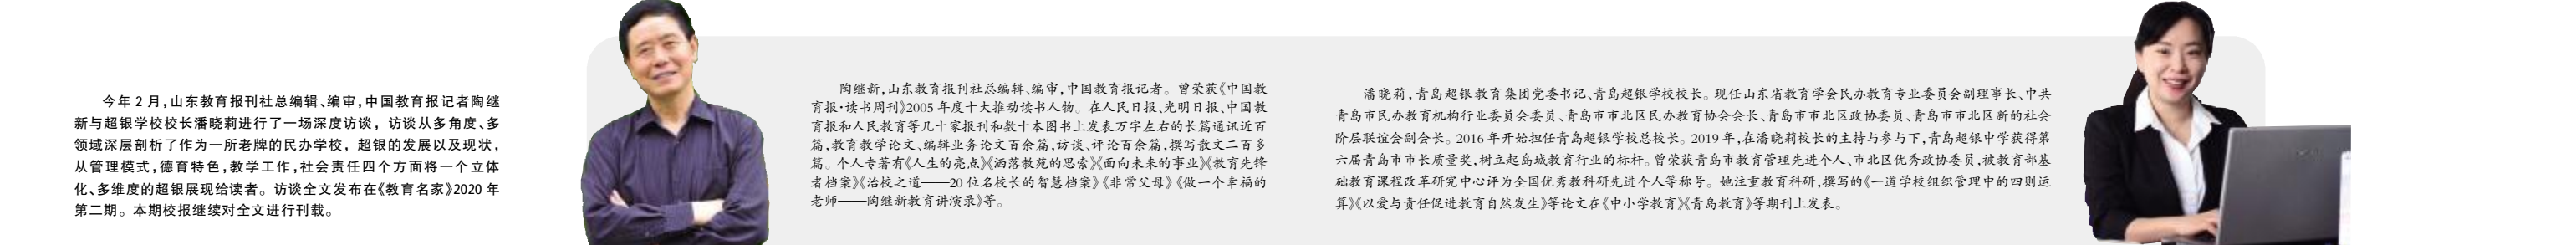 今年 2 月,山东教育报刊社总编辑、编审,中国教育报记者陶继
新与超银学校校长潘晓莉进行了一场深度访谈，访谈从多角度、多
领域深层剖析了作为一所老牌的民办学校，超银的发展以及现状，
从管理模式,德育特色,教学工作,社会责任四个方面将一个立体
化、多维度的超银展现给读者。访谈全文发布在《教育名家》2020 年
第二期。本期校报继续对全文进行刊载。
陶继新,山东教育报刊社总编辑、编审,中国教育报记者。曾荣获《中国教
育报·读书周刊》2005 年度十大推动读书人物。在人民日报、光明日报、中国教
育报和人民教育等几十家报刊和数十本图书上发表万字左右的长篇通讯近百
篇,教育教学论文、编辑业务论文百余篇,访谈、评论百余篇,撰写散文二百多
篇。个人专著有《人生的亮点》《洒落教苑的思索》《面向未来的事业》《教育先锋
者档案》《治校之道——20 位名校长的智慧档案》《非常父母》《做一个幸福的
老师——陶继新教育讲演录》等。
潘晓莉,青岛超银教育集团党委书记、青岛超银学校校长。现任山东省教育学会民办教育专业委员会副理事长、中共
青岛市民办教育机构行业委员会委员、青岛市市北区民办教育协会会长、青岛市市北区政协委员、青岛市市北区新的社会
阶层联谊会副会长。2016 年开始担任青岛超银学校总校长。2019 年,在潘晓莉校长的主持与参与下,青岛超银中学获得第
六届青岛市市长质量奖,树立起岛城教育行业的标杆。曾荣获青岛市教育管理先进个人、市北区优秀政协委员,被教育部基
础教育课程改革研究中心评为全国优秀教科研先进个人等称号。她注重教育科研,撰写的《一道学校组织管理中的四则运
算》《以爱与责任促进教育自然发生》等论文在《中小学教育》《青岛教育》等期刊上发表。